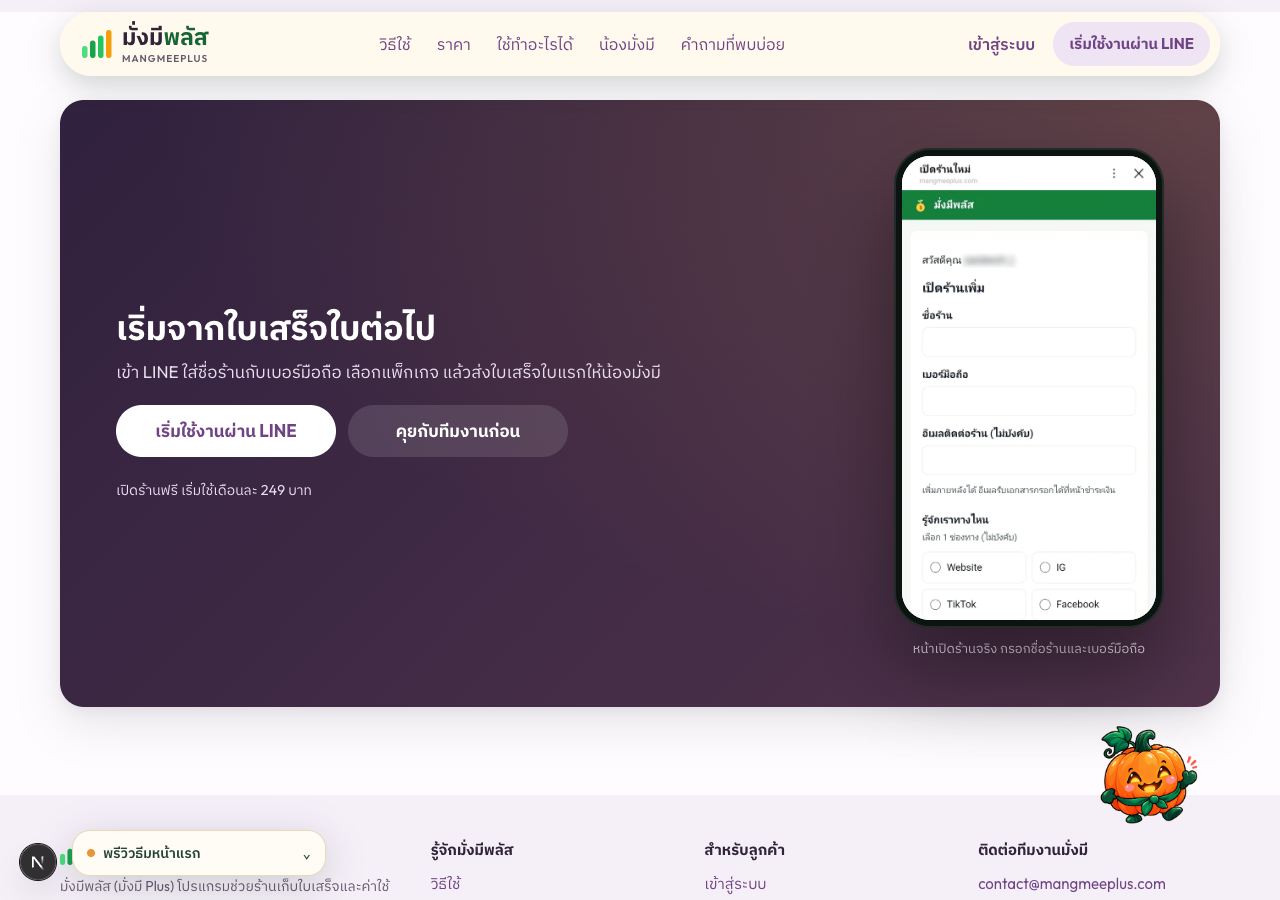 มั่งมีพลัส
MANGMEEPLUS
วิธีใช้
ราคา
ใช้ทำอะไรได้
น้องมั่งมี
คำถามที่พบบ่อย
เข้าสู่ระบบ
เริ่มใช้งานผ่าน LINE
เริ่มจากใบเสร็จใบต่อไป
เข้า LINE ใส่ชื่อร้านกับเบอร์มือถือ เลือกแพ็กเกจ แล้วส่งใบเสร็จใบแรกให้น้องมั่งมี
เริ่มใช้งานผ่าน LINE
คุยกับทีมงานก่อน
เปิดร้านฟรี เริ่มใช้เดือนละ 249 บาท
เปิดร้านใหม่
mangmeeplus.com
มั่งมีพลัส
สวัสดีคุณ
เปิดร้านเพิ่ม
ชื่อร้าน
เบอร์มือถือ
อีเมลติดต่อร้าน (ไม่บังคับ)
เพิ่มภายหลังได้ อีเมลรับเอกสารกรอกได้ที่หน้าชำระเงิน
รู้จักเราทางไหน
เลือก 1 ช่องทาง (ไม่บังคับ)
Website
IG
TikTok
Facebook
หน้าเปิดร้านจริง กรอกชื่อร้านและเบอร์มือถือ
พรีวิวธีมหน้าแรก
มั่งมีพลัส (มั่งมี Plus) โปรแกรมช่วยร้านเก็บใบเสร็จและค่าใช้
รู้จักมั่งมีพลัส
วิธีใช้
สำหรับลูกค้า
เข้าสู่ระบบ
ติดต่อทีมงานมั่งมี
contact@mangmeeplus.com